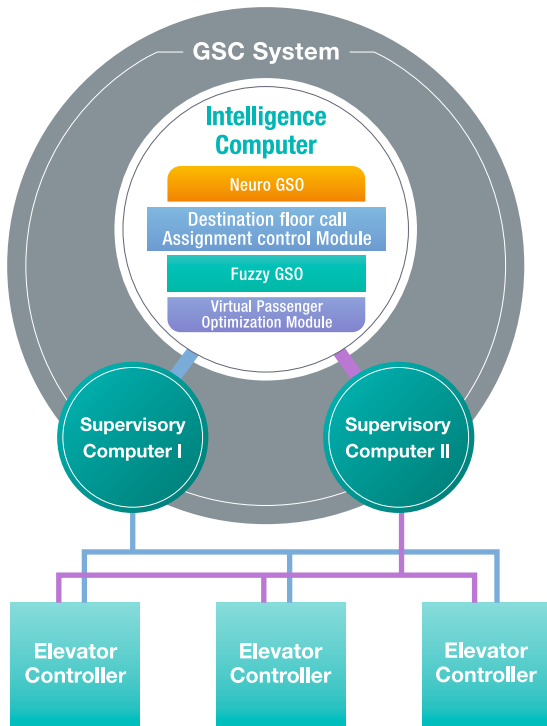 GSC System
Intelligence
Computer
Neuro GSO
Destination floor call
Assignment control Module
Fuzzy GSO
Virtual Passenger
Optimization Module
Supervisory
Computer I
Supervisory
Computer II
Elevator
Controller
Elevator
Controller
Elevator
Controller